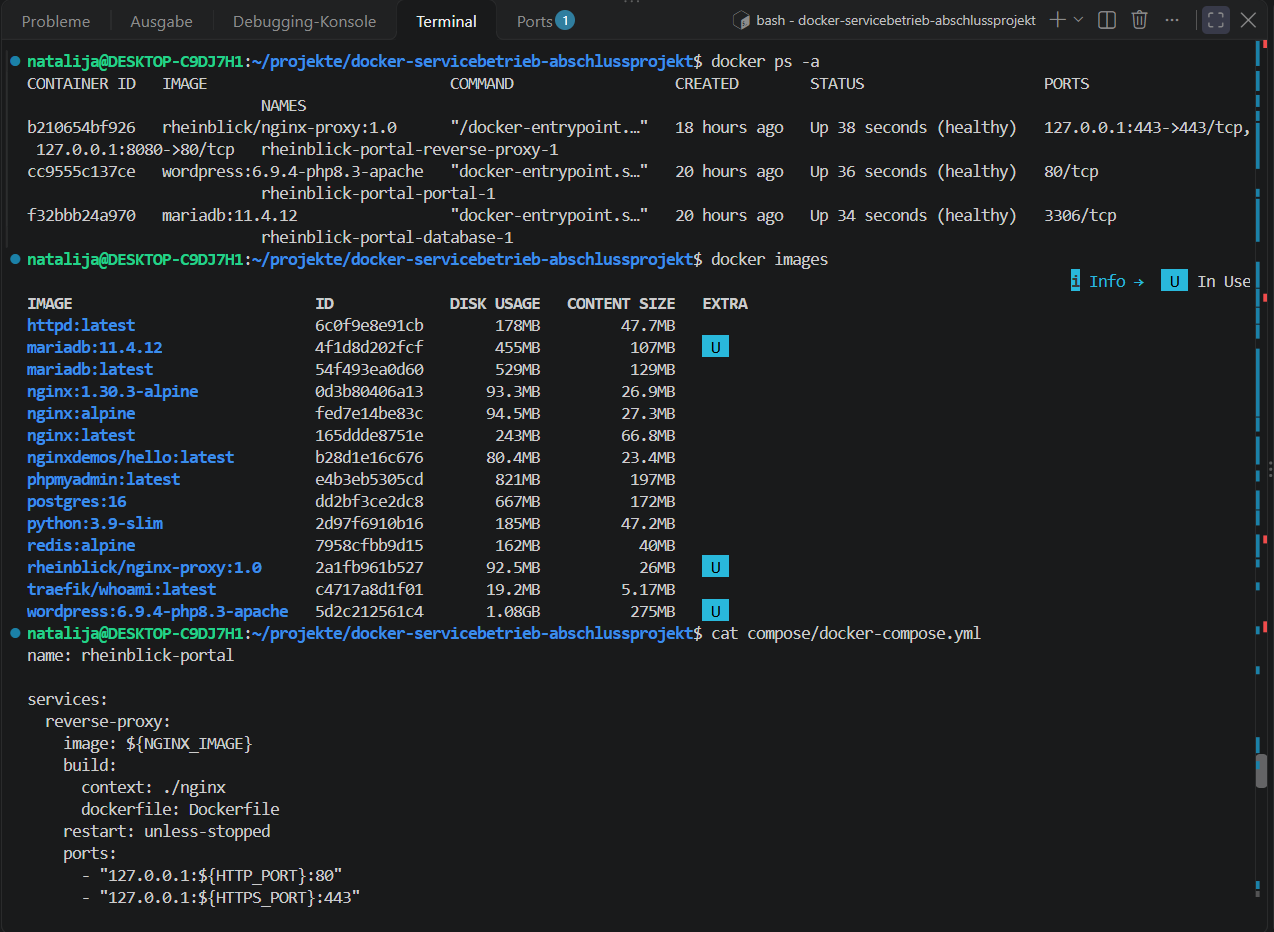 Probleme Ausgabe Debugging-Konsole Terminal Ports 1 bash - docker-servicebetrieb-abschlussprojekt
natalija@DESKTOP-C9DJ7H1:~/projekte/docker-servicebetrieb-abschlussprojekt$ docker ps -a
CONTAINER ID IMAGE COMMAND CREATED STATUS PORTS
NAMES
b210654bf926 rheinblick/nginx-proxy:1.0 "/docker-entrypoint.…" 18 hours ago Up 38 seconds (healthy) 127.0.0.1:443->443/tcp,
127.0.0.1:8080->80/tcp rheinblick-portal-reverse-proxy-1
cc9555c137ce wordpress:6.9.4-php8.3-apache "docker-entrypoint.s…" 20 hours ago Up 36 seconds (healthy) 80/tcp
rheinblick-portal-portal-1
f32bbb24a970 mariadb:11.4.12 "docker-entrypoint.s…" 20 hours ago Up 34 seconds (healthy) 3306/tcp
rheinblick-portal-database-1
natalija@DESKTOP-C9DJ7H1:~/projekte/docker-servicebetrieb-abschlussprojekt$ docker images
i Info → U In Use
IMAGE ID DISK USAGE CONTENT SIZE EXTRA
httpd:latest 6c0f9e8e91cb 178MB 47.7MB
mariadb:11.4.12 4f1d8d202fcf 455MB 107MB U
mariadb:latest 54f493ea0d60 529MB 129MB
nginx:1.30.3-alpine 0d3b80406a13 93.3MB 26.9MB
nginx:alpine fed7e14be83c 94.5MB 27.3MB
nginx:latest 165ddde8751e 243MB 66.8MB
nginxdemos/hello:latest b28d1e16c676 80.4MB 23.4MB
phpmyadmin:latest e4b3eb5305cd 821MB 197MB
postgres:16 dd2bf3ce2dc8 667MB 172MB
python:3.9-slim 2d97f6910b16 185MB 47.2MB
redis:alpine 7958cfbb9d15 162MB 40MB
rheinblick/nginx-proxy:1.0 2a1fb961b527 92.5MB 26MB U
traefik/whoami:latest c4717a8d1f01 19.2MB 5.17MB
wordpress:6.9.4-php8.3-apache 5d2c212561c4 1.08GB 275MB U
natalija@DESKTOP-C9DJ7H1:~/projekte/docker-servicebetrieb-abschlussprojekt$ cat compose/docker-compose.yml
name: rheinblick-portal
services:
reverse-proxy:
image: ${NGINX_IMAGE}
build:
context: ./nginx
dockerfile: Dockerfile
restart: unless-stopped
ports:
- "127.0.0.1:${HTTP_PORT}:80"
- "127.0.0.1:${HTTPS_PORT}:443"